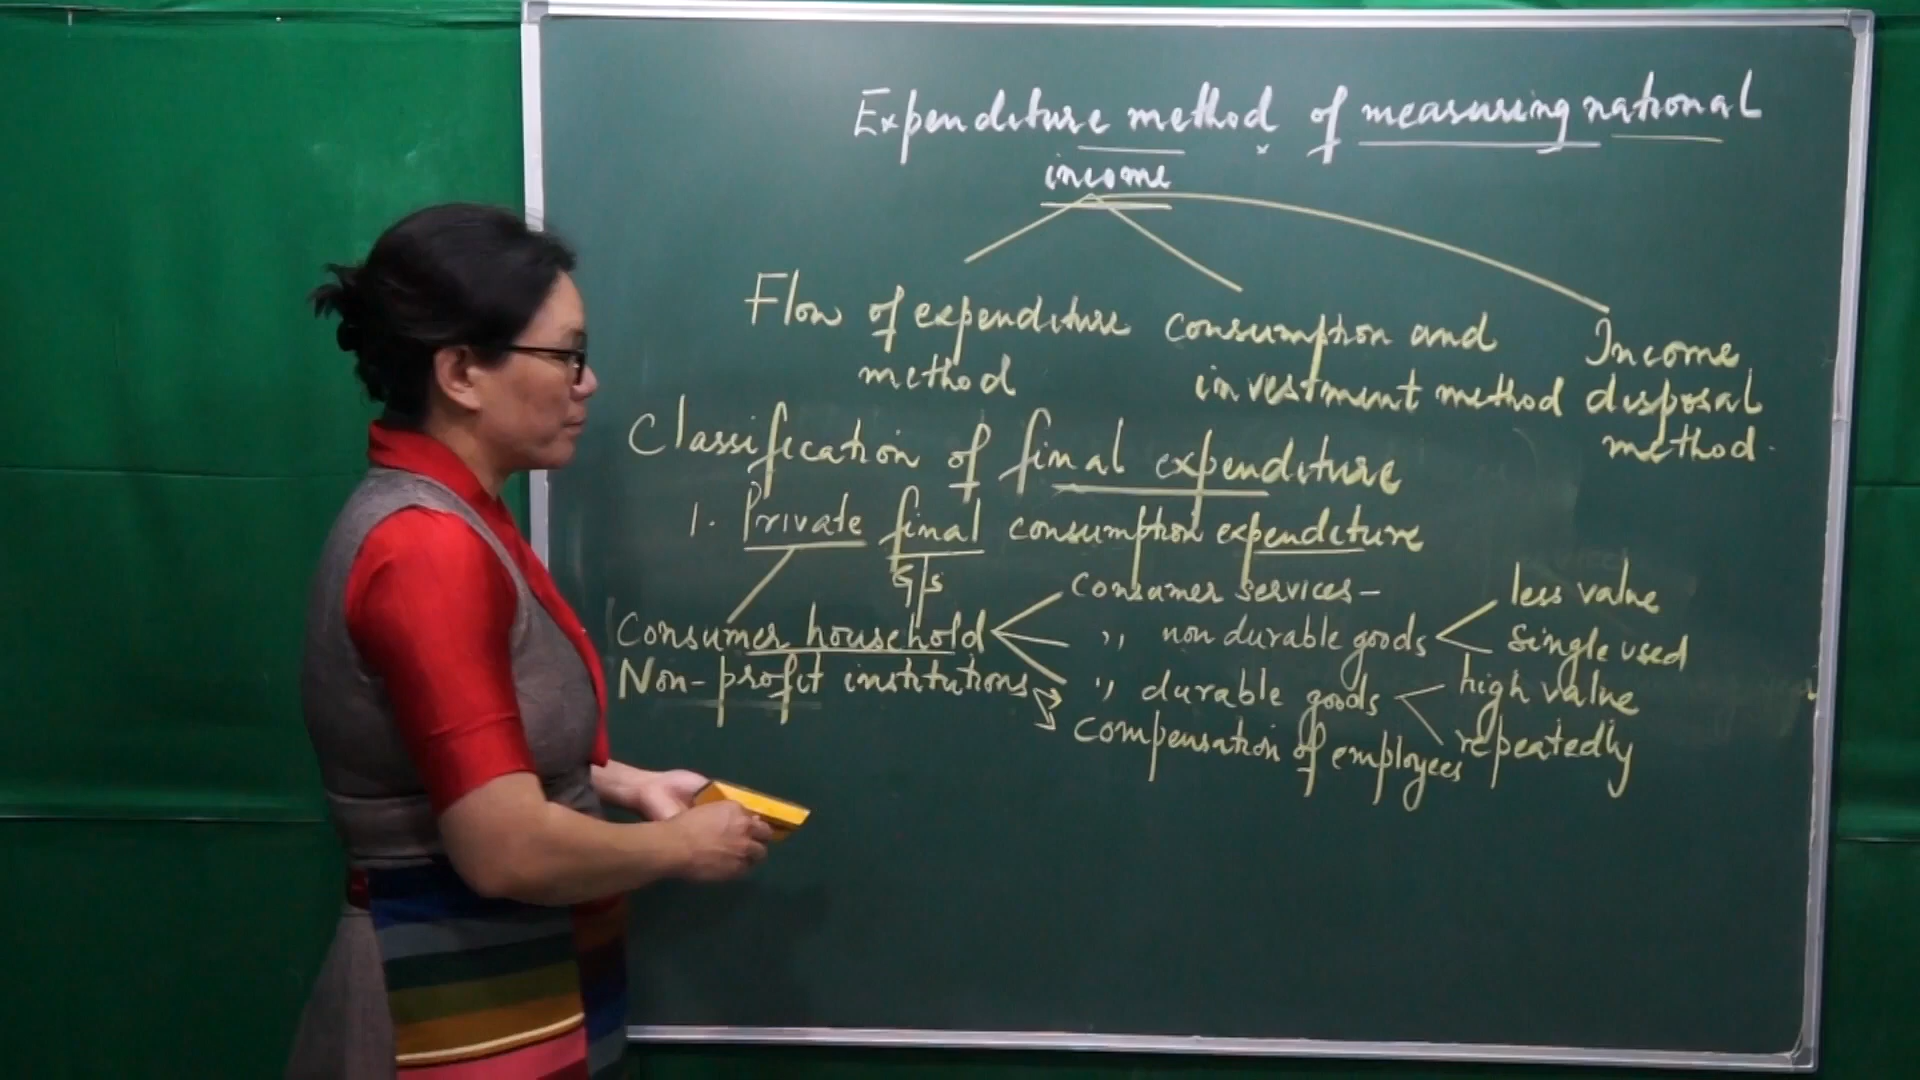 Expenditure method of measuring national
income
Flow of expenditure
method
consumption and
investment method
Income
disposal
method.
Classification of final expenditure
1. Private final consumption expenditure
G/s
Consumer household
Non-profit institutions
Consumer services-
,, non durable goods
less value
single used
,, durable goods
high value
repeatedly
Compensation of employees